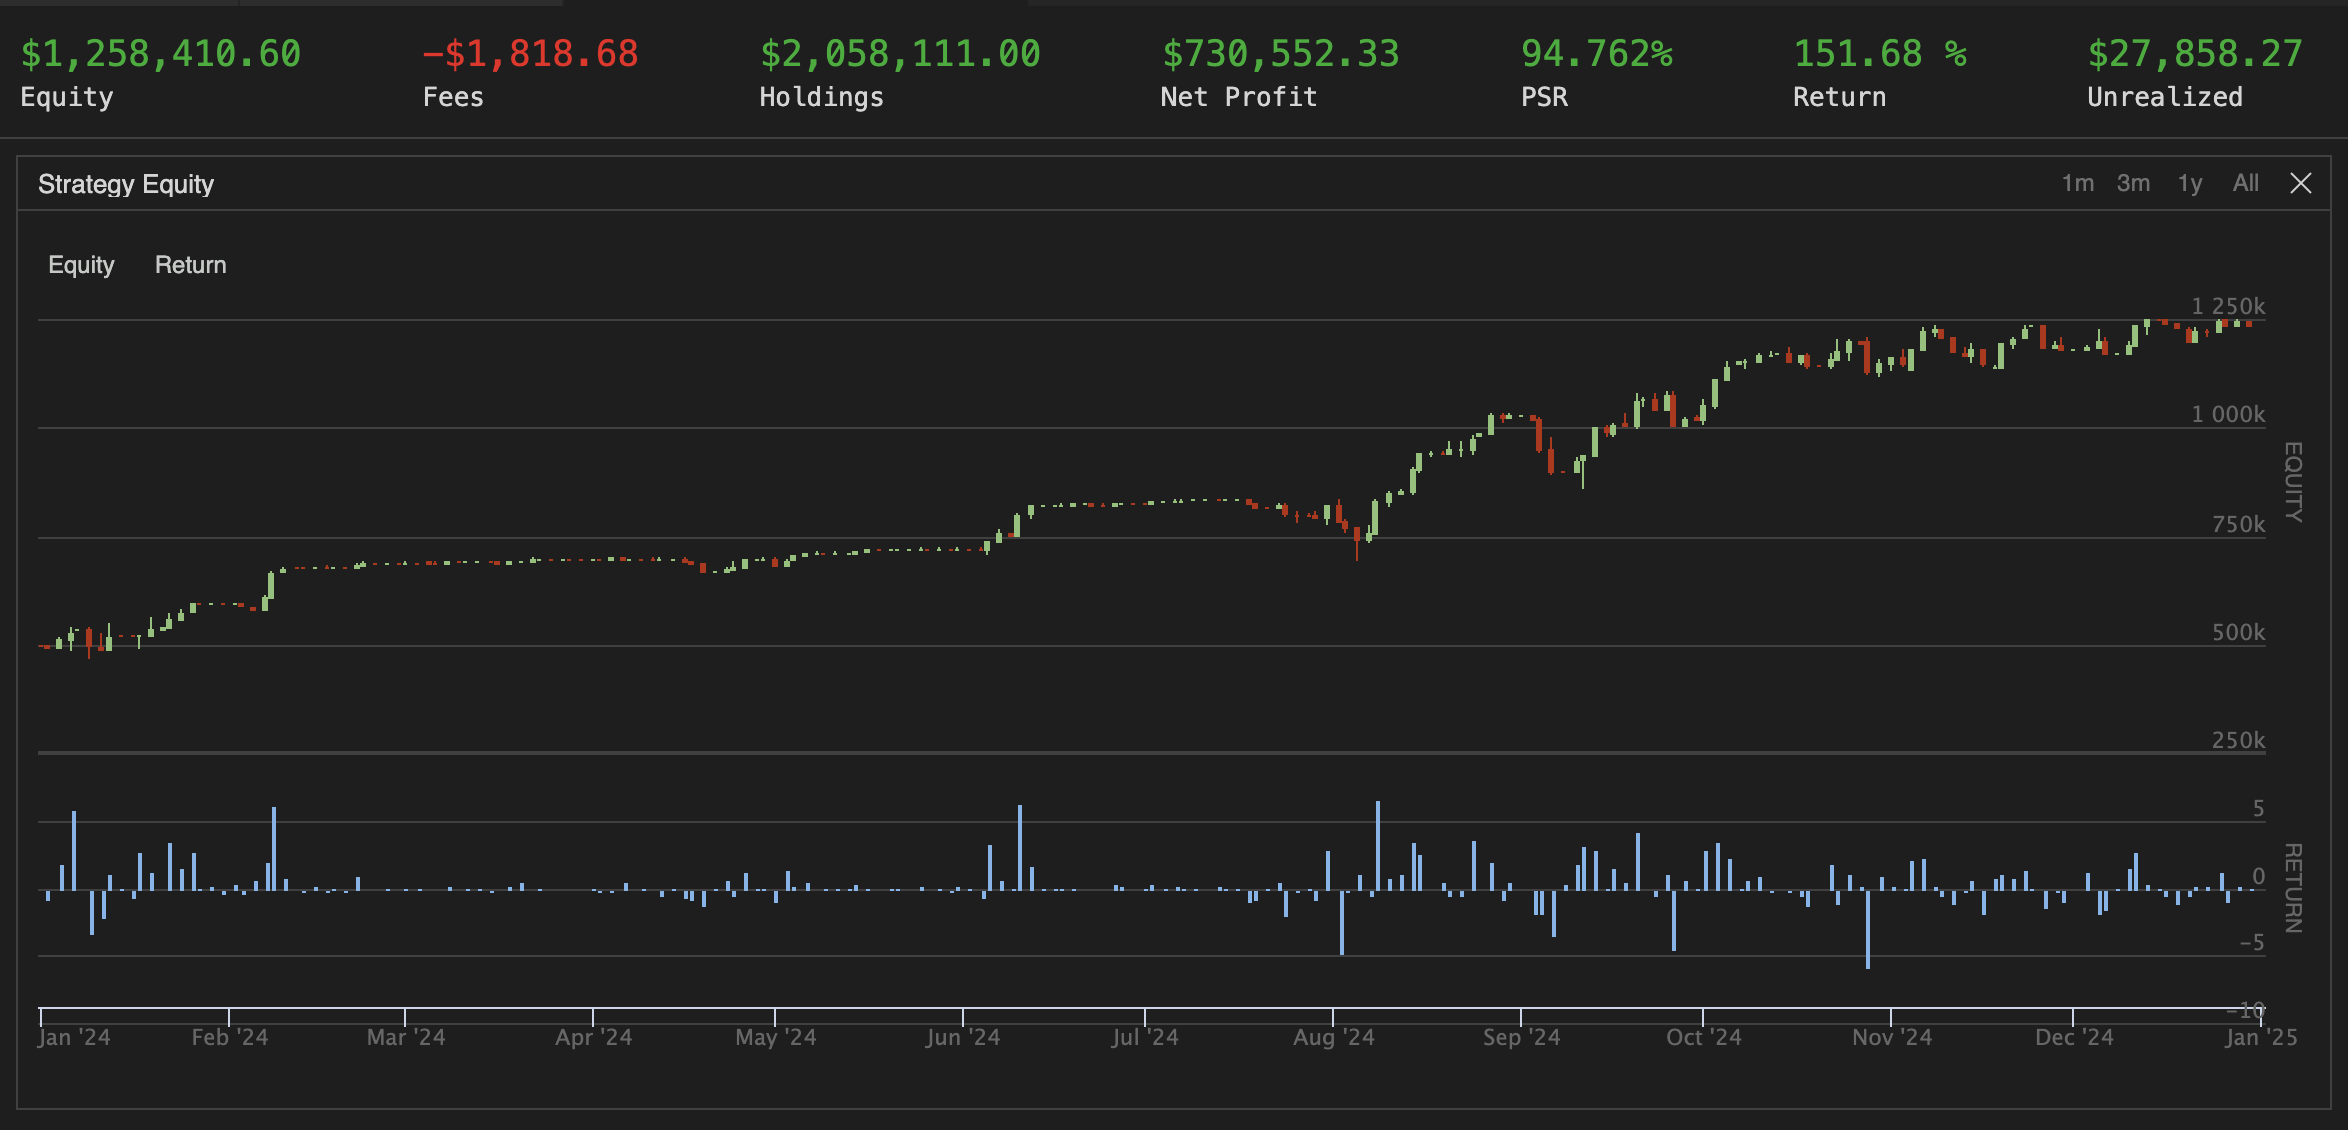 $1,258,410.60 −$1,818.68 $2,058,111.00 $730,552.33 94.762% 151.68 % $27,858.27
Equity Fees Holdings Net Profit PSR Return Unrealized
Strategy Equity 1m 3m 1y All
Equity Return
1 250k
1 000k
EQUITY
750k
500k
250k
5
0
RETURN
−5
−10
Jan '24 Feb '24 Mar '24 Apr '24 May '24 Jun '24 Jul '24 Aug '24 Sep '24 Oct '24 Nov '24 Dec '24 Jan '25